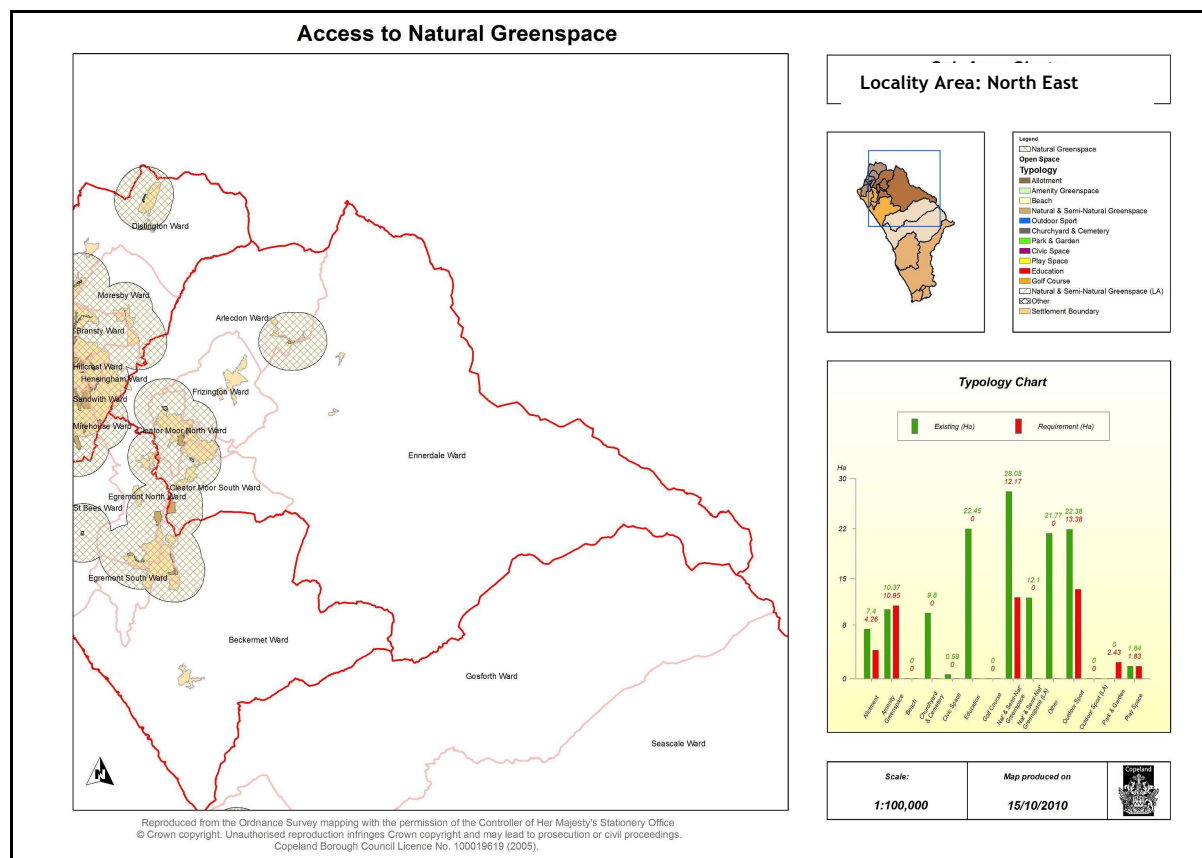 Access to Natural Greenspace
Locality Area: North East
Distington Ward
Moresby Ward
Bransty Ward
Arlecdon Ward
Hillcrest Ward
Hensingham Ward
Frizington Ward
Sandwith Ward
Mirehouse Ward
Cleator Moor North Ward
Ennerdale Ward
Cleator Moor South Ward
Egremont North Ward
St Bees Ward
Egremont South Ward
Beckermet Ward
Gosforth Ward
Seascale Ward
N
Legend
Natural Greenspace
Open Space
Typology
Allotment
Amenity Greenspace
Beach
Natural & Semi-Natural Greenspace
Outdoor Sport
Churchyard & Cemetery
Park & Garden
Civic Space
Play Space
Education
Golf Course
Natural & Semi-Natural Greenspace (LA)
Other
Settlement Boundary
Typology Chart
Existing (Ha)
Requirement (Ha)
Ha
30
22
15
8
0
7.4
4.26
10.37
10.95
0
0
9.8
0
0.59
0
22.45
0
0
0
28.05
12.17
12.1
0
21.77
0
22.38
13.38
0
0
0
2.43
1.84
1.83
Allotment
Amenity
Greenspace
Beach
Churchyard
& Cemetery
Civic Space
Education
Golf Course
Nat' & Semi-Nat'
Greenspace
Nat' & Semi-Nat'
Greenspace (LA)
Other
Outdoor Sport
Outdoor Sport (LA)
Park & Garden
Play Space
Scale:
1:100,000
Map produced on
15/10/2010
Copeland
Reproduced from the Ordnance Survey mapping with the permission of the Controller of Her Majesty's Stationery Office
© Crown copyright. Unauthorised reproduction infringes Crown copyright and may lead to prosecution or civil proceedings.
Copeland Borough Council Licence No. 100019619 (2005).